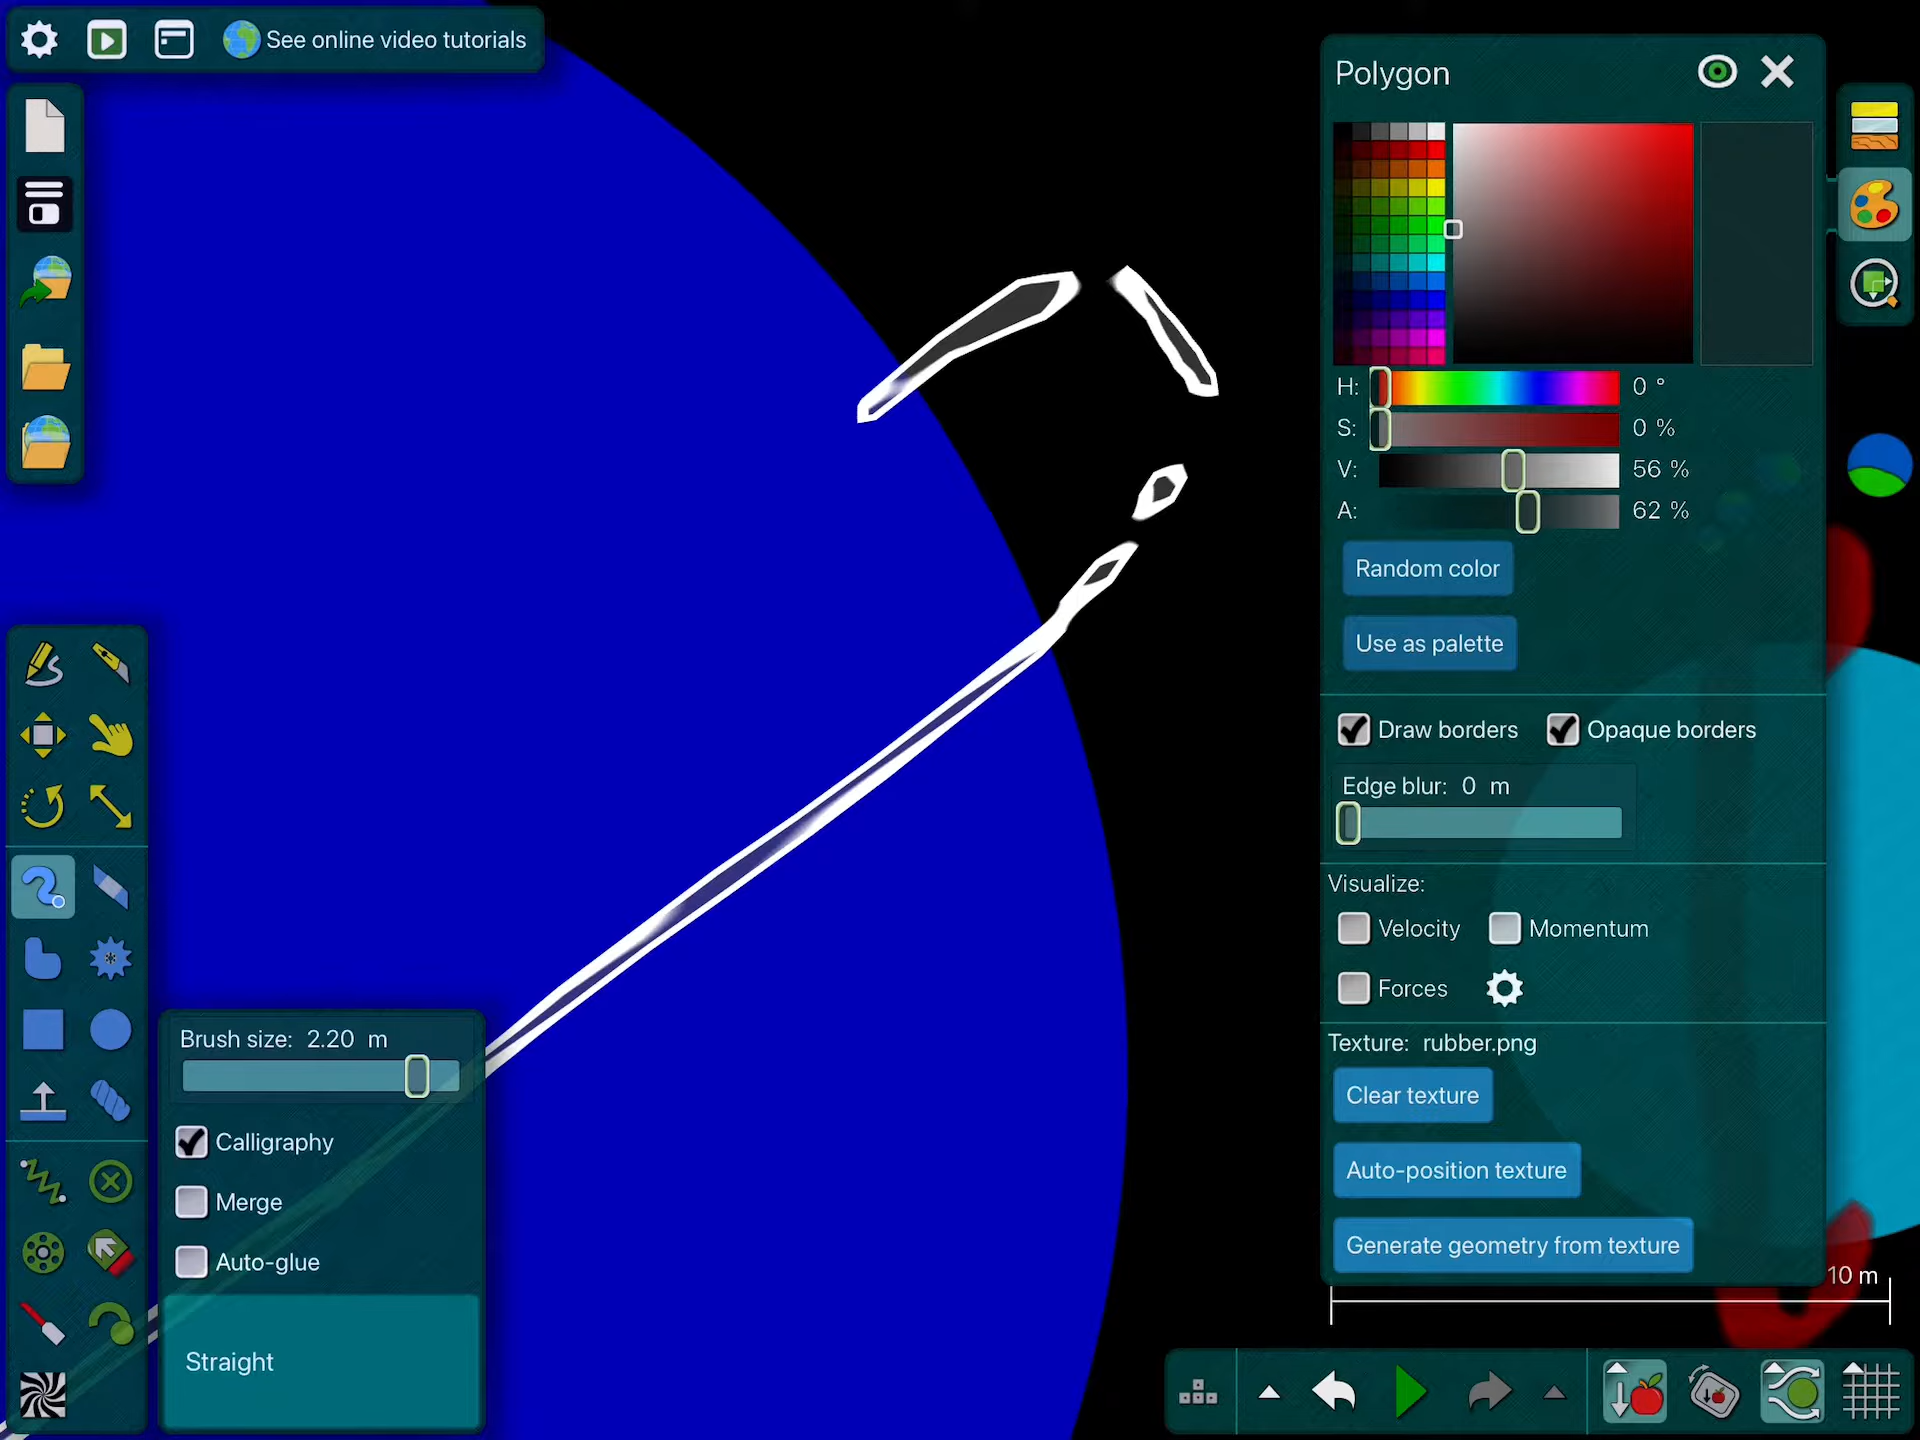 See online video tutorials
Polygon
H: 0 °
S: 0 %
V: 56 %
A: 62 %
Random color
Use as palette
Draw borders Opaque borders
Edge blur: 0 m
Visualize:
Velocity Momentum
Forces
Texture: rubber.png
Clear texture
Auto-position texture
Generate geometry from texture
10 m
Brush size: 2.20 m
Calligraphy
Merge
Auto-glue
Straight